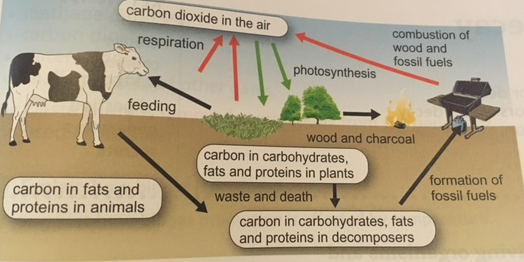 carbon dioxide in the air
respiration
combustion of
wood and
fossil fuels
photosynthesis
feeding
wood and charcoal
carbon in carbohydrates,
fats and proteins in plants
carbon in fats and
proteins in animals
waste and death
formation of
fossil fuels
carbon in carbohydrates, fats
and proteins in decomposers